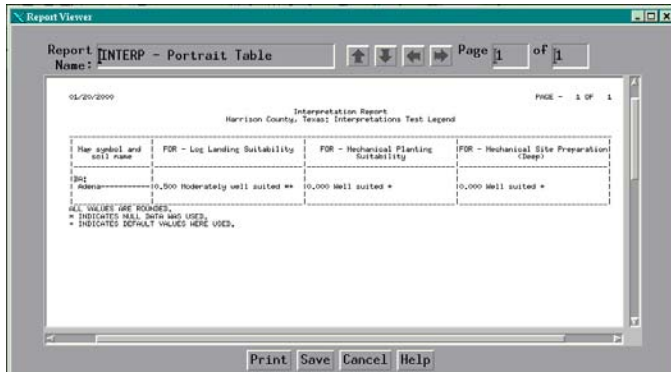 Report Viewer
Report Name: INTERP - Portrait Table Page 1 of 1
01/20/2000 PAGE - 1 OF 1
Interpretation Report
Harrison County, Texas; Interpretations Test Legend
Map symbol and soil name | FOR - Log Landing Suitability | FOR - Mechanical Planting Suitability | FOR - Mechanical Site Preparation (Deep)
DA:
Adena----------- 0.500 Moderately well suited ** 0.000 Well suited * 0.000 Well suited *
ALL VALUES ARE ROUNDED.
* INDICATES NULL DATA WAS USED.
INDICATES DEFAULT VALUES WERE USED.
Print Save Cancel Help